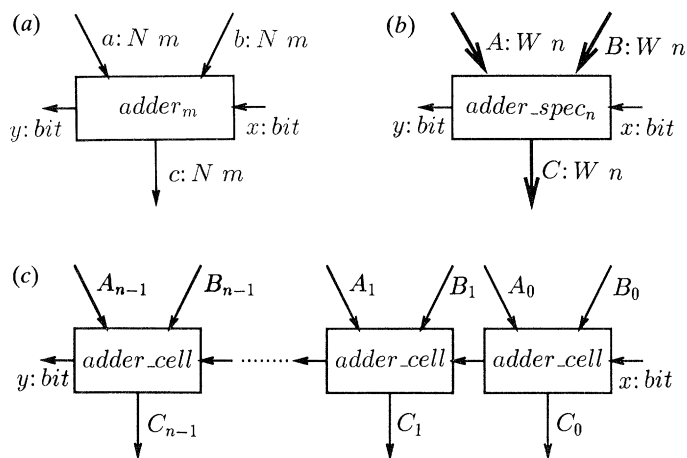 (a) a: N m b: N m
adder_m
y: bit x: bit
c: N m
(b) A: W n B: W n
adder_spec_n
y: bit x: bit
C: W n
(c) A_{n-1} B_{n-1} A_1 B_1 A_0 B_0
adder_cell ........ adder_cell adder_cell
y: bit x: bit
C_{n-1} C_1 C_0